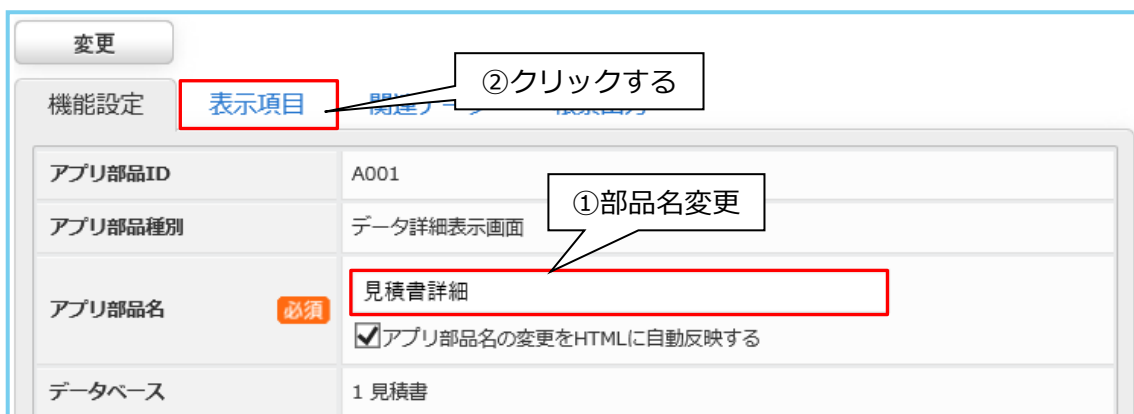 変更
②クリックする
機能設定 表示項目
アプリ部品ID A001
①部品名変更
アプリ部品種別 データ詳細表示画面
アプリ部品名 必須 見積書詳細
アプリ部品名の変更をHTMLに自動反映する
データベース 1 見積書